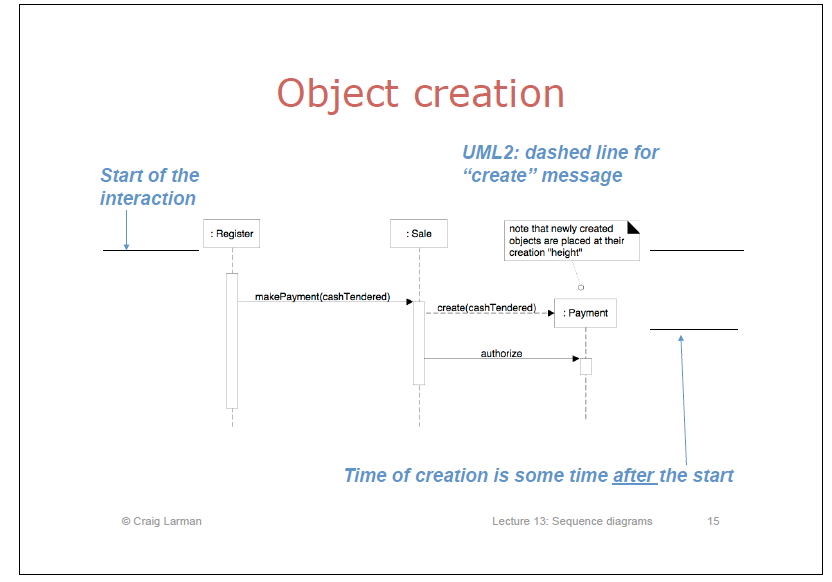 Object creation
UML2: dashed line for
“create” message
Start of the
interaction
: Register
: Sale
note that newly created
objects are placed at their
creation "height"
makePayment(cashTendered)
create(cashTendered)
: Payment
authorize
Time of creation is some time after the start
© Craig Larman
Lecture 13: Sequence diagrams
15